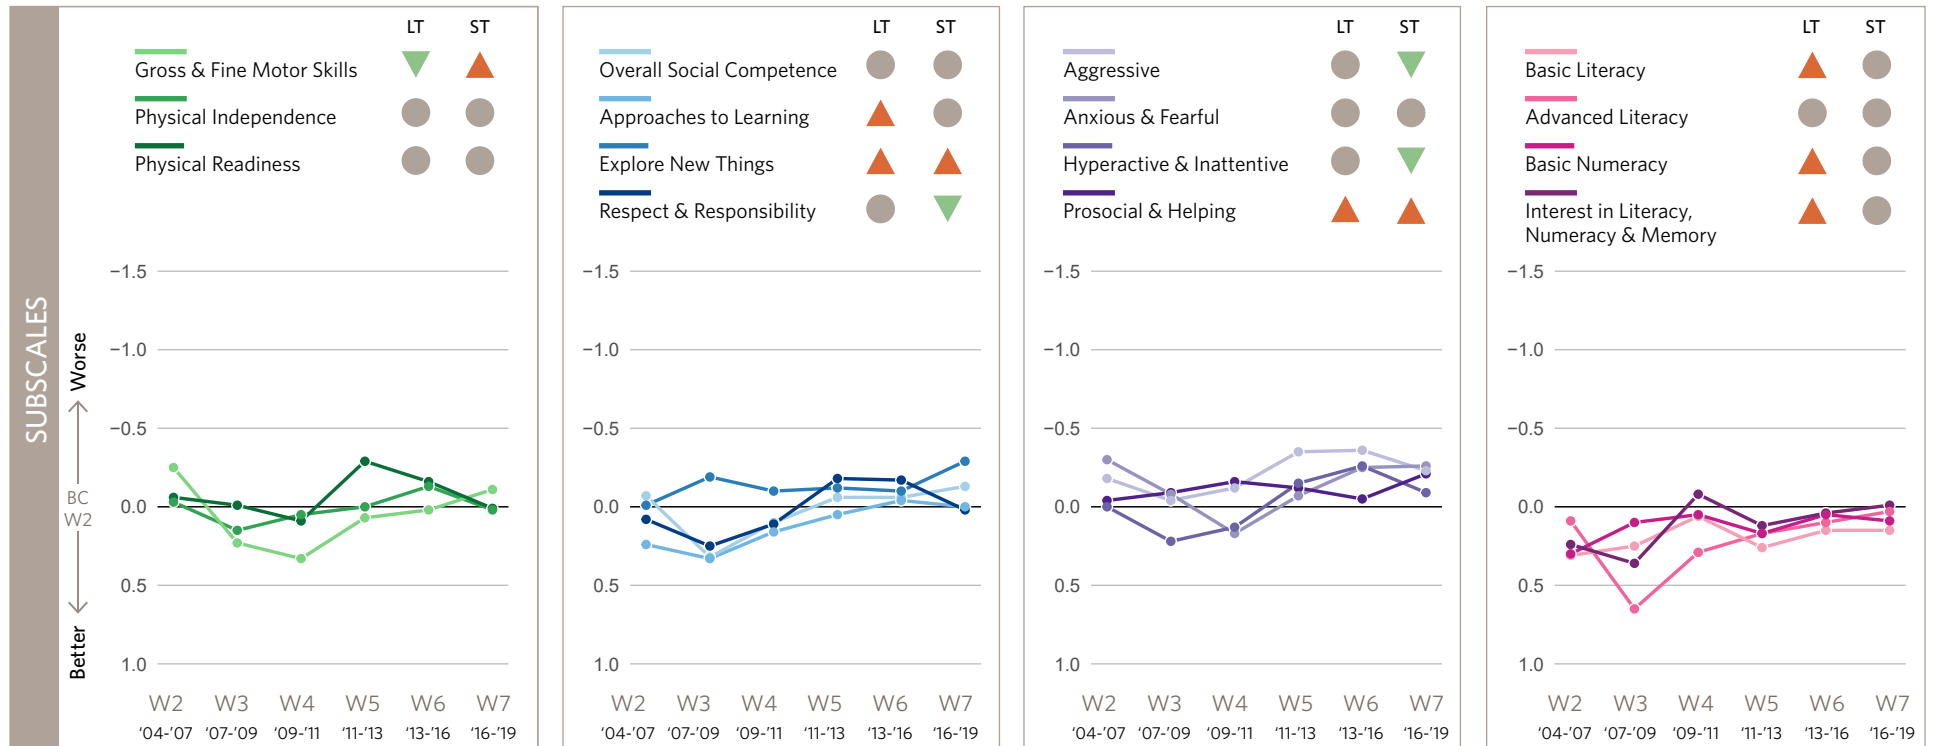 SUBSCALES
Worse
BC
W2
Better
LT ST
Gross & Fine Motor Skills
Physical Independence
Physical Readiness
−1.5
−1.0
−0.5
0.0
0.5
1.0
W2 W3 W4 W5 W6 W7
‘04-’07 ‘07-’09 ‘09-’11 ‘11-’13 ‘13-’16 ‘16-’19
LT ST
Overall Social Competence
Approaches to Learning
Explore New Things
Respect & Responsibility
−1.5
−1.0
−0.5
0.0
0.5
1.0
W2 W3 W4 W5 W6 W7
‘04-’07 ‘07-’09 ‘09-’11 ‘11-’13 ‘13-’16 ‘16-’19
LT ST
Aggressive
Anxious & Fearful
Hyperactive & Inattentive
Prosocial & Helping
−1.5
−1.0
−0.5
0.0
0.5
1.0
W2 W3 W4 W5 W6 W7
‘04-’07 ‘07-’09 ‘09-’11 ‘11-’13 ‘13-’16 ‘16-’19
LT ST
Basic Literacy
Advanced Literacy
Basic Numeracy
Interest in Literacy,
Numeracy & Memory
−1.5
−1.0
−0.5
0.0
0.5
1.0
W2 W3 W4 W5 W6 W7
‘04-’07 ‘07-’09 ‘09-’11 ‘11-’13 ‘13-’16 ‘16-’19